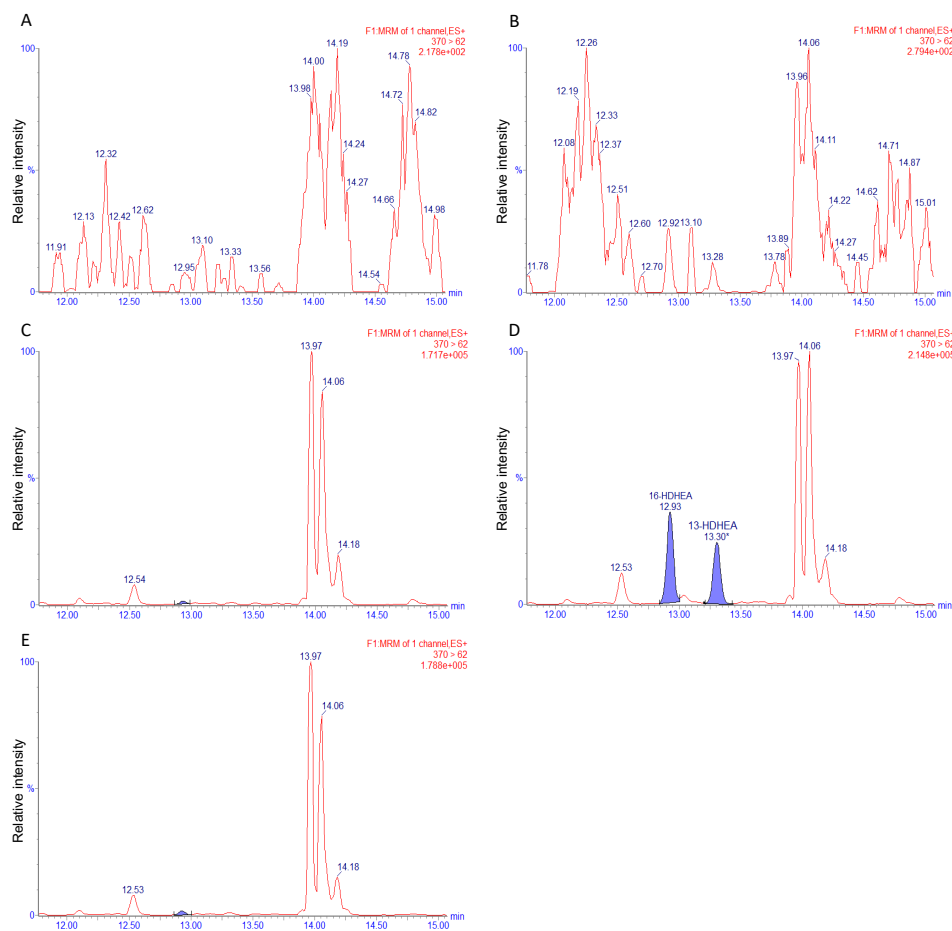 A
F1:MRM of 1 channel,ES+
370 > 62
2.178e+002
100
%
0
Relative intensity
11.91
12.13
12.32
12.42
12.62
12.95
13.10
13.33
13.56
13.98
14.00
14.19
14.24
14.27
14.54
14.66
14.72
14.78
14.82
14.98
12.00 12.50 13.00 13.50 14.00 14.50 15.00 min
B
F1:MRM of 1 channel,ES+
370 > 62
2.794e+002
100
%
0
Relative intensity
11.78
12.08
12.19
12.26
12.33
12.37
12.51
12.60
12.70
12.92
13.10
13.28
13.78
13.89
13.96
14.06
14.11
14.22
14.27
14.45
14.62
14.71
14.87
15.01
12.00 12.50 13.00 13.50 14.00 14.50 15.00 min
C
F1:MRM of 1 channel,ES+
370 > 62
1.717e+005
100
%
0
Relative intensity
12.54
13.97
14.06
14.18
12.00 12.50 13.00 13.50 14.00 14.50 15.00 min
D
F1:MRM of 1 channel,ES+
370 > 62
2.148e+005
100
%
0
Relative intensity
12.53
16-HDHEA
12.93
13-HDHEA
13.30*
13.97
14.06
14.18
12.00 12.50 13.00 13.50 14.00 14.50 15.00 min
E
F1:MRM of 1 channel,ES+
370 > 62
1.788e+005
100
%
0
Relative intensity
12.53
13.97
14.06
14.18
12.00 12.50 13.00 13.50 14.00 14.50 15.00 min